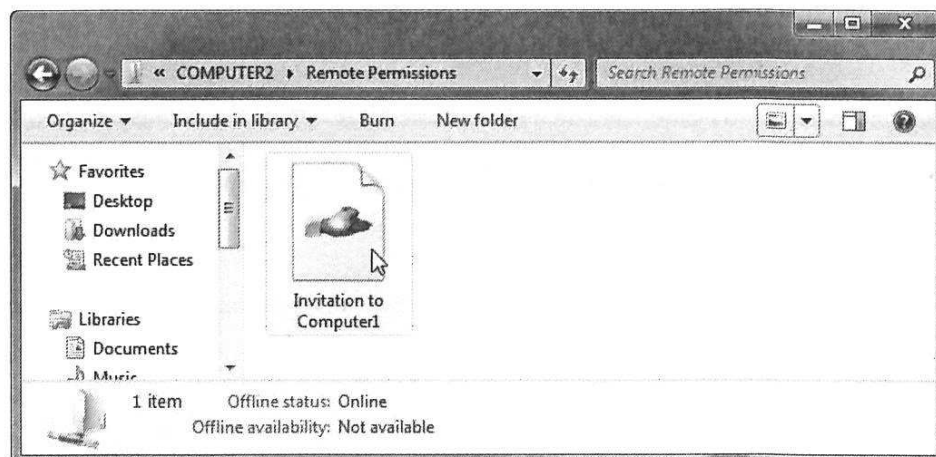 « COMPUTER2 ▸ Remote Permissions
Search Remote Permissions
Organize ▾ Include in library ▾ Burn New folder
Favorites
Desktop
Downloads
Recent Places
Libraries
Documents
Music
Invitation to
Computer1
1 item Offline status: Online
Offline availability: Not available